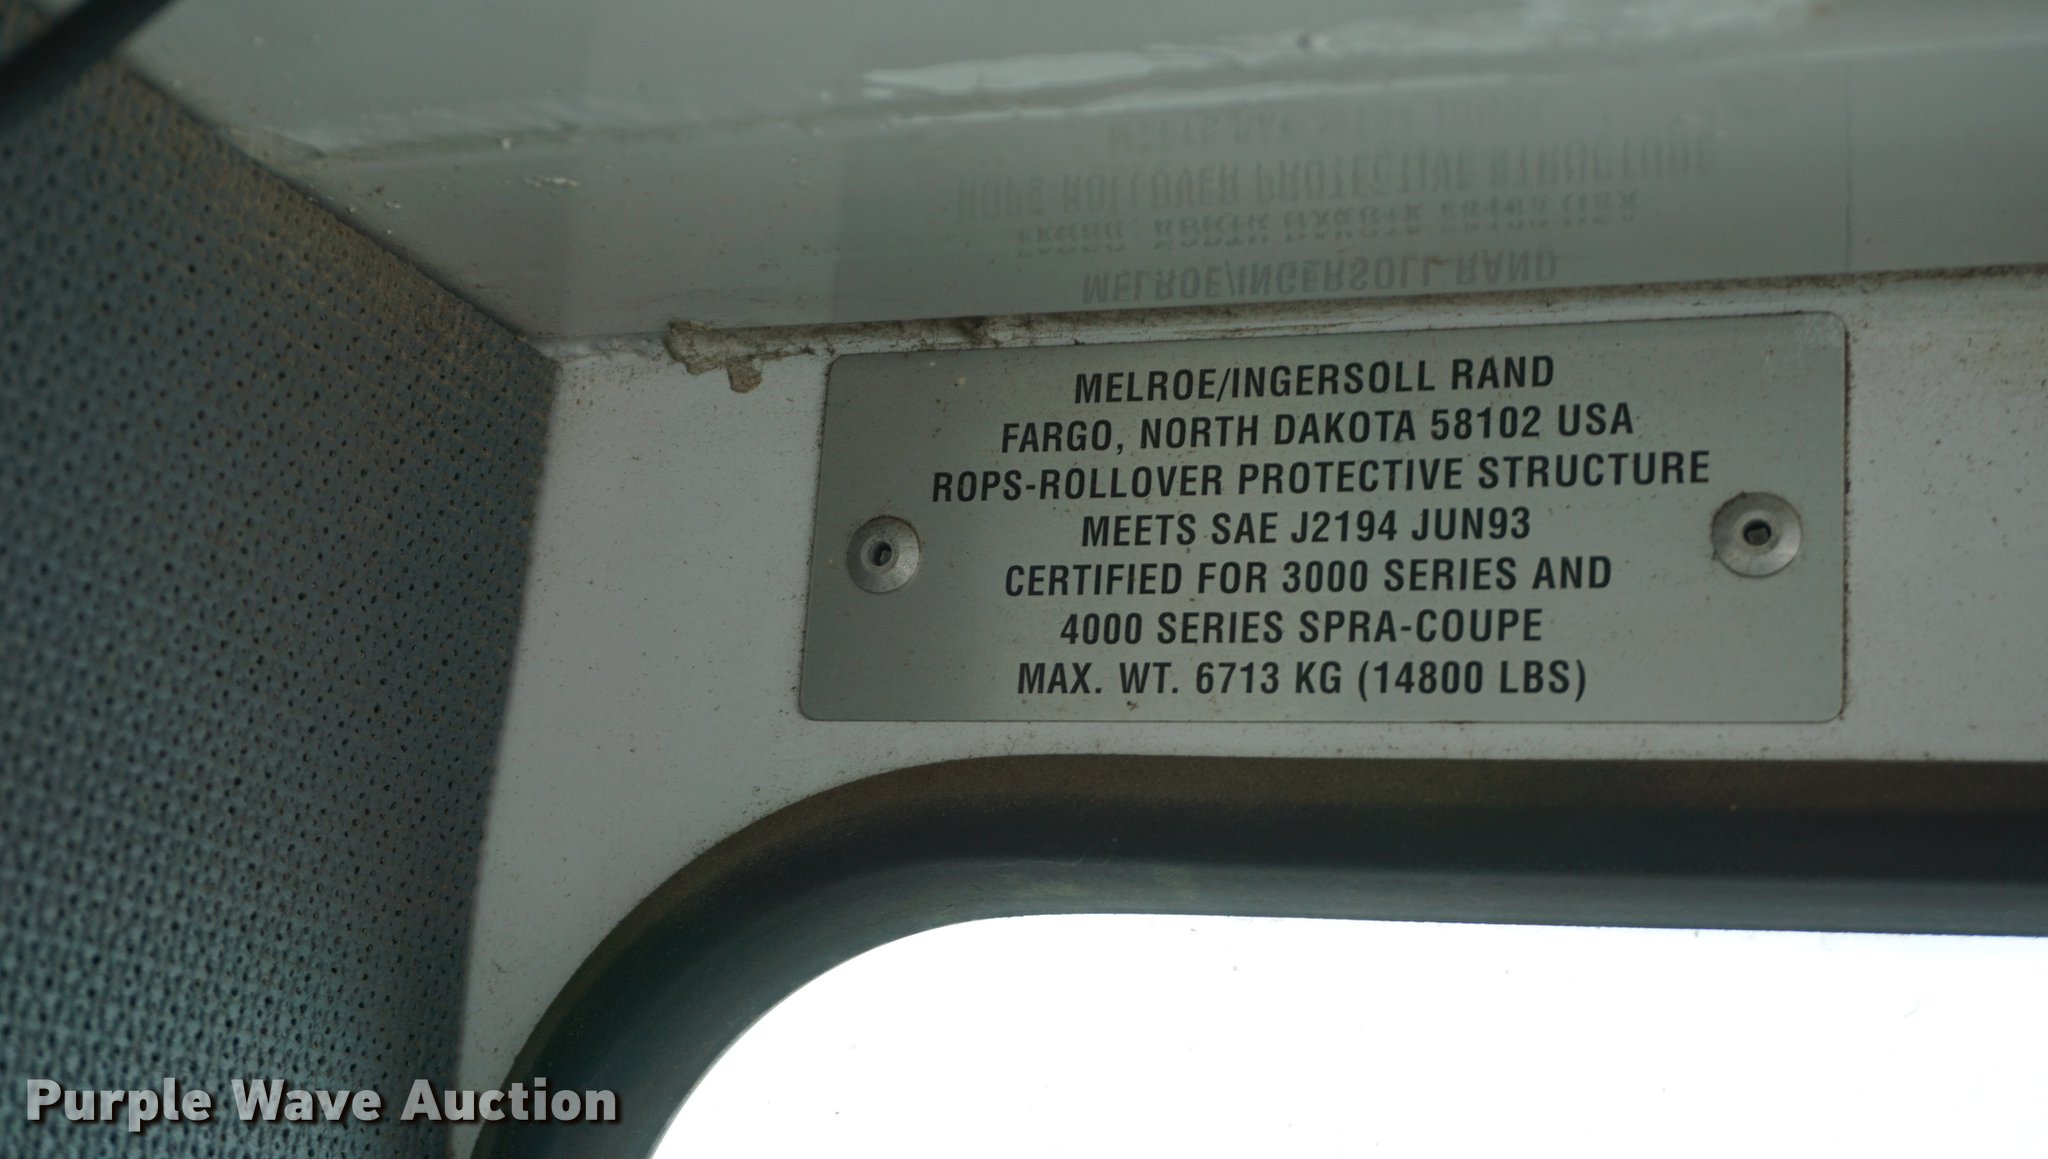 MELROE/INGERSOLL RAND
FARGO, NORTH DAKOTA 58102 USA
ROPS-ROLLOVER PROTECTIVE STRUCTURE
MEETS SAE J2194 JUN93
CERTIFIED FOR 3000 SERIES AND
4000 SERIES SPRA-COUPE
MAX. WT. 6713 KG (14800 LBS)
Purple Wave Auction